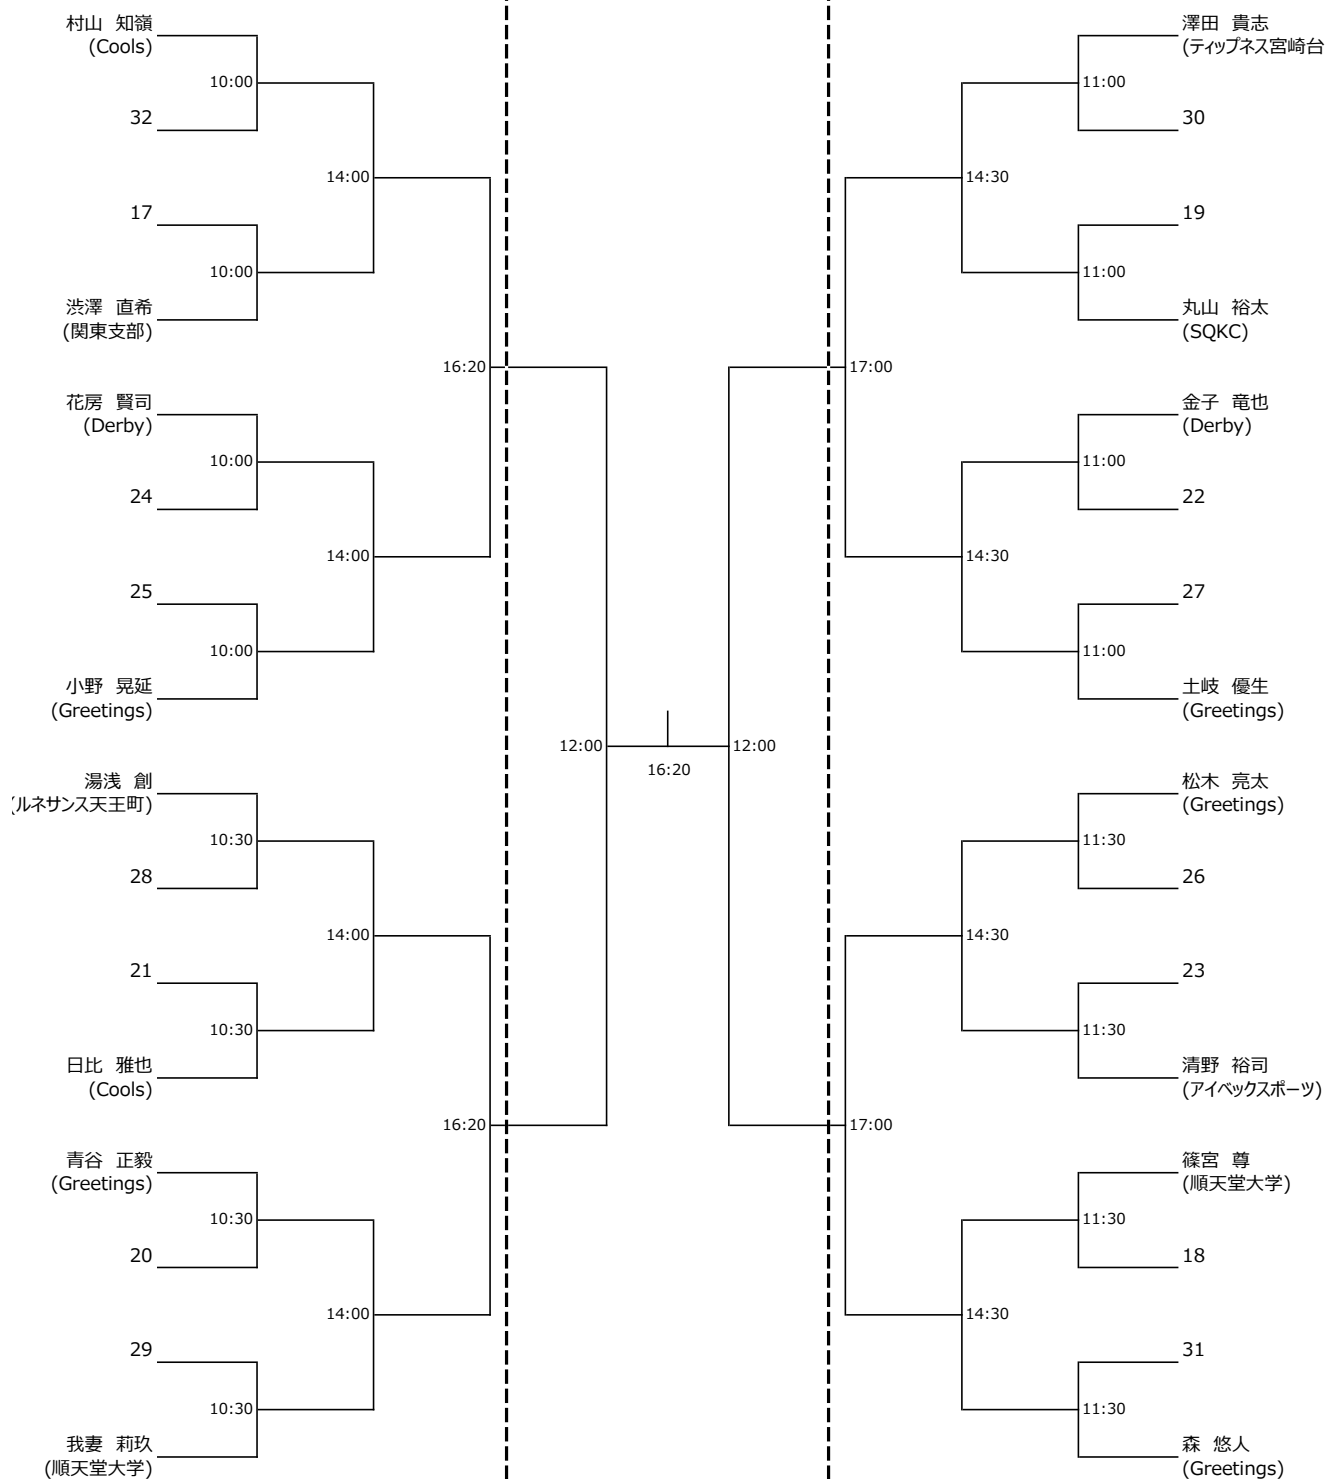 村山 知嶺
(Cools)
10:00
32
14:00
17
10:00
渋澤 直希
(関東支部)
16:20
花房 賢司
(Derby)
10:00
24
14:00
25
10:00
小野 晃延
(Greetings)
12:00
湯浅 創
(ルネサンス天王町)
10:30
28
14:00
21
10:30
日比 雅也
(Cools)
16:20
青谷 正毅
(Greetings)
10:30
20
14:00
29
10:30
我妻 莉玖
(順天堂大学)
16:20
澤田 貴志
(ティップネス宮崎台
11:00
30
14:30
19
11:00
丸山 裕太
(SQKC)
17:00
金子 竜也
(Derby)
11:00
22
14:30
27
11:00
土岐 優生
(Greetings)
12:00
松木 亮太
(Greetings)
11:30
26
14:30
23
11:30
清野 裕司
(アイベックスポーツ)
17:00
篠宮 尊
(順天堂大学)
11:30
18
14:30
31
11:30
森 悠人
(Greetings)